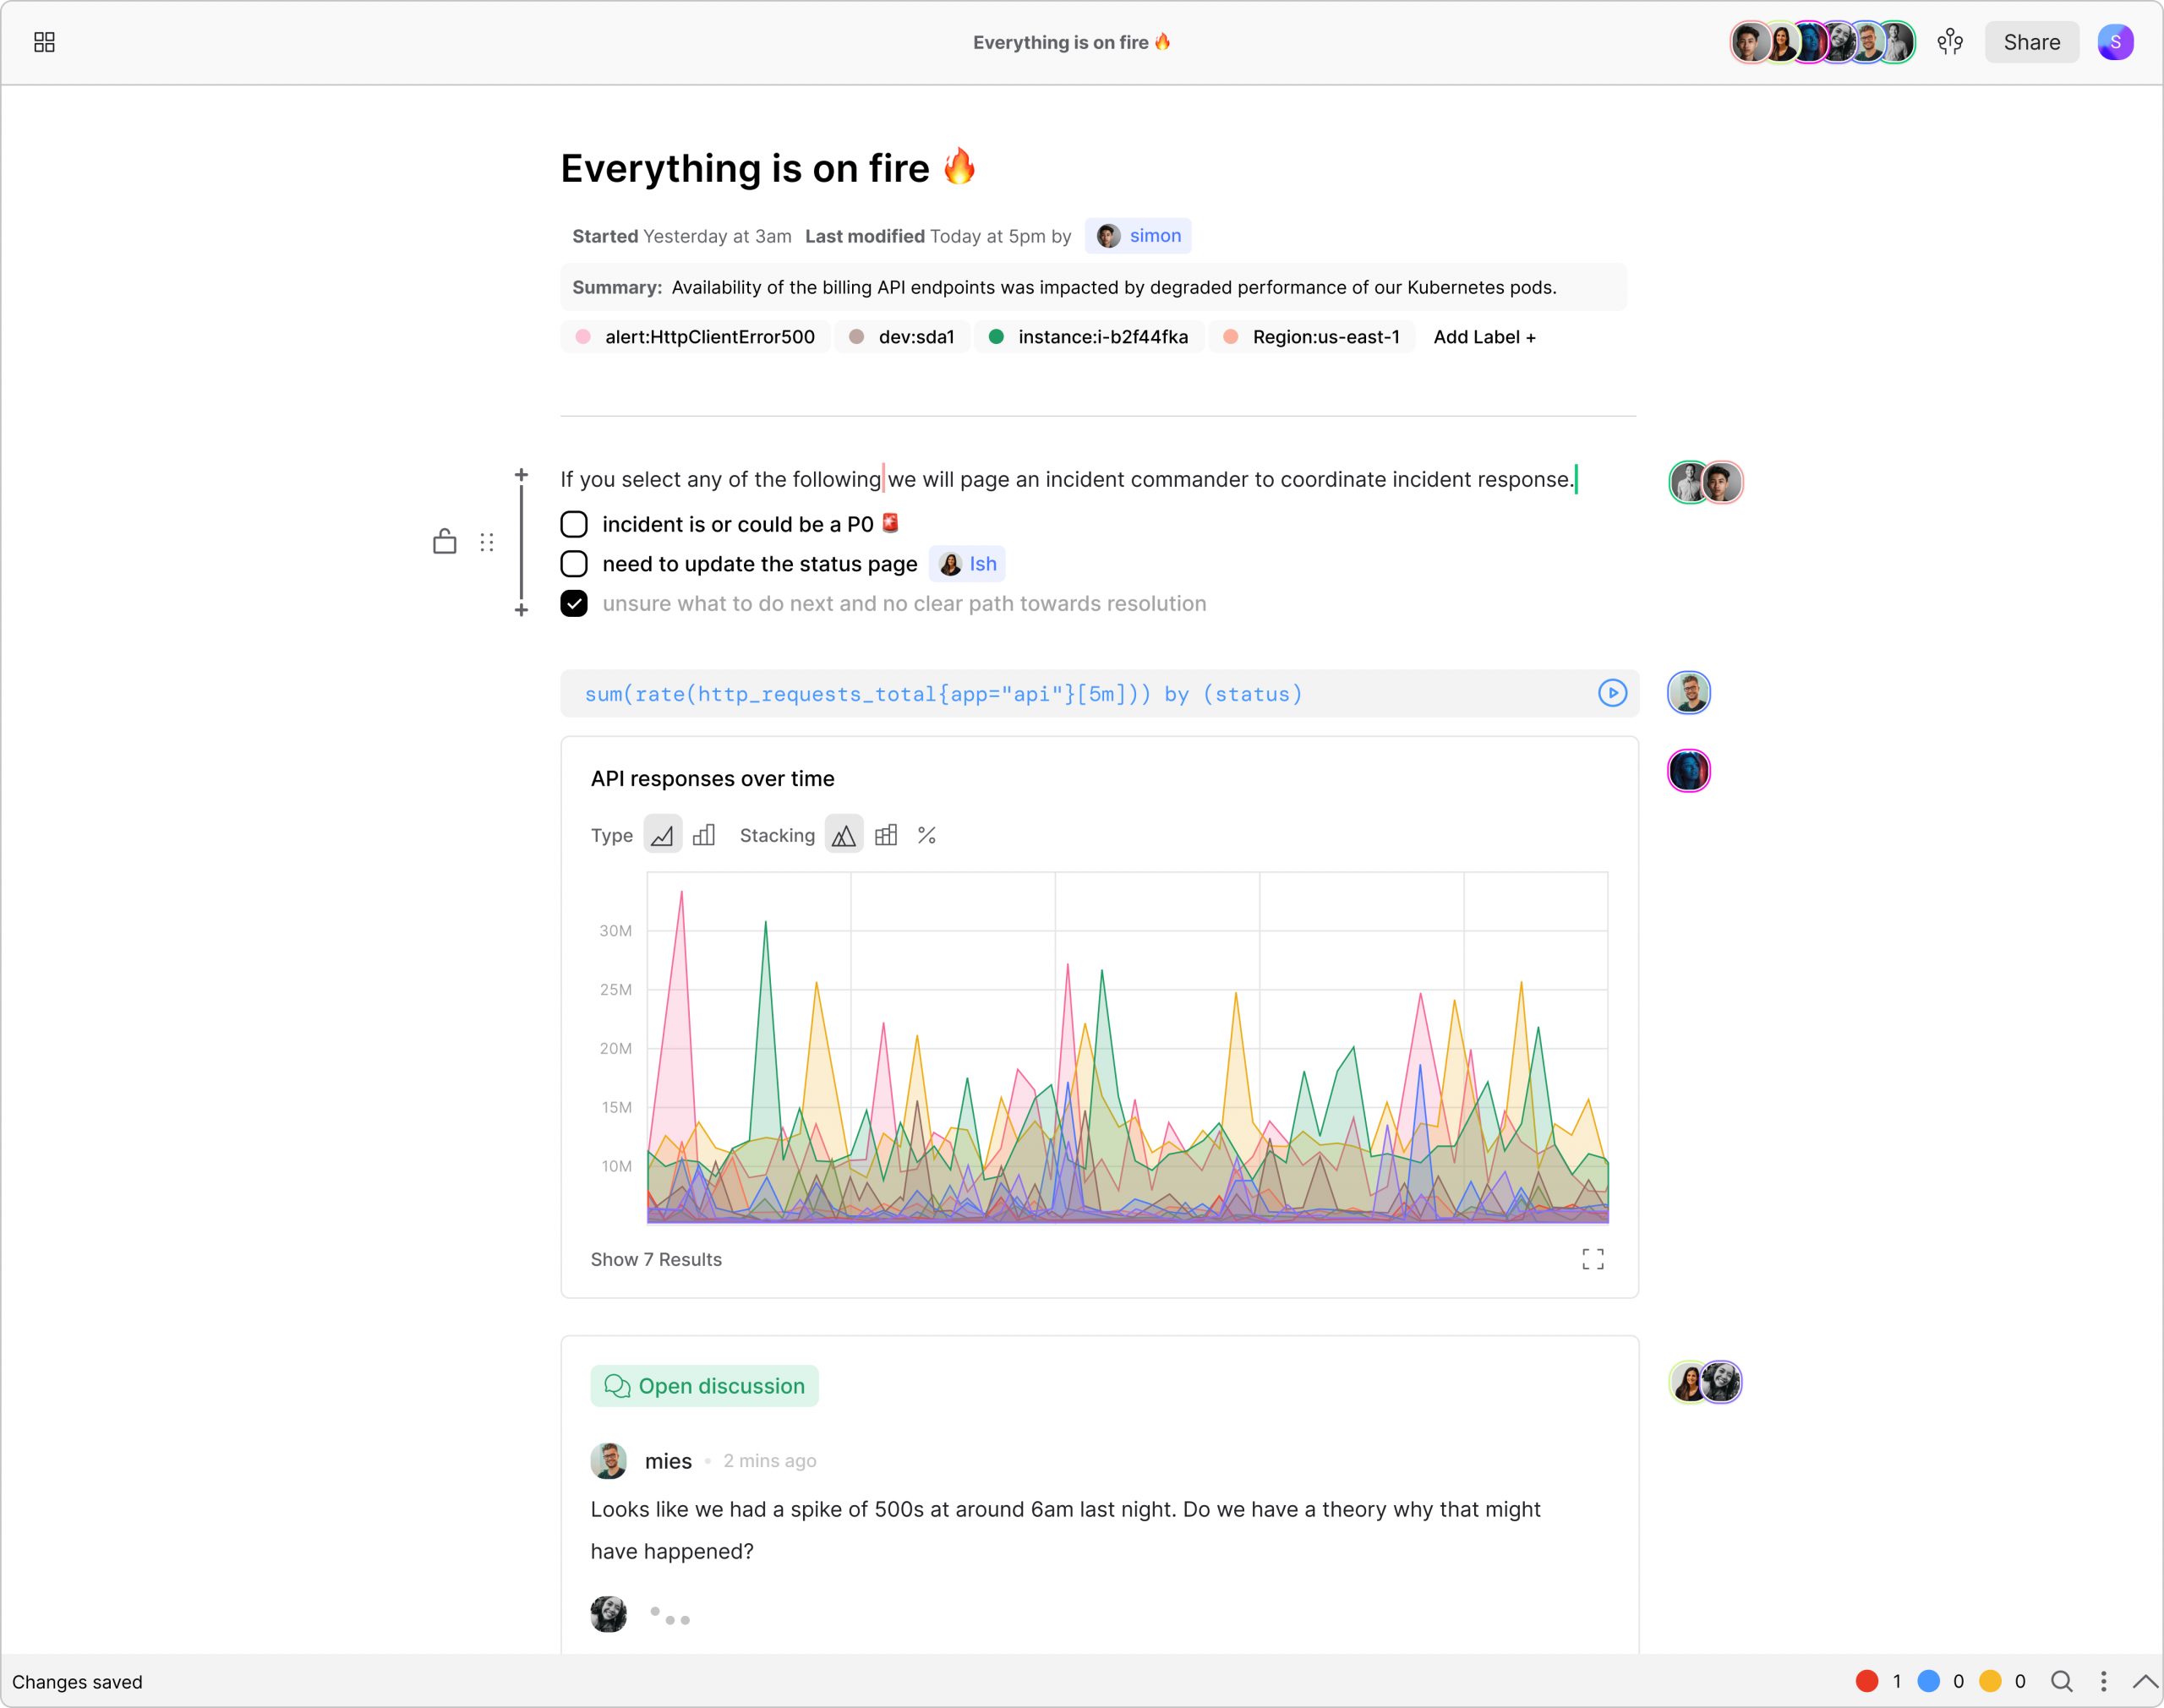 Everything is on fire 🔥
Share
S
Everything is on fire 🔥
Started Yesterday at 3am Last modified Today at 5pm by simon
Summary: Availability of the billing API endpoints was impacted by degraded performance of our Kubernetes pods.
alert:HttpClientError500 dev:sda1 instance:i-b2f44fka Region:us-east-1 Add Label +
If you select any of the following we will page an incident commander to coordinate incident response.
incident is or could be a P0 🚨
need to update the status page Ish
unsure what to do next and no clear path towards resolution
sum(rate(http_requests_total{app="api"}[5m])) by (status)
API responses over time
Type Stacking %
30M
25M
20M
15M
10M
Show 7 Results
Open discussion
mies • 2 mins ago
Looks like we had a spike of 500s at around 6am last night. Do we have a theory why that might
have happened?
Changes saved
1 0 0